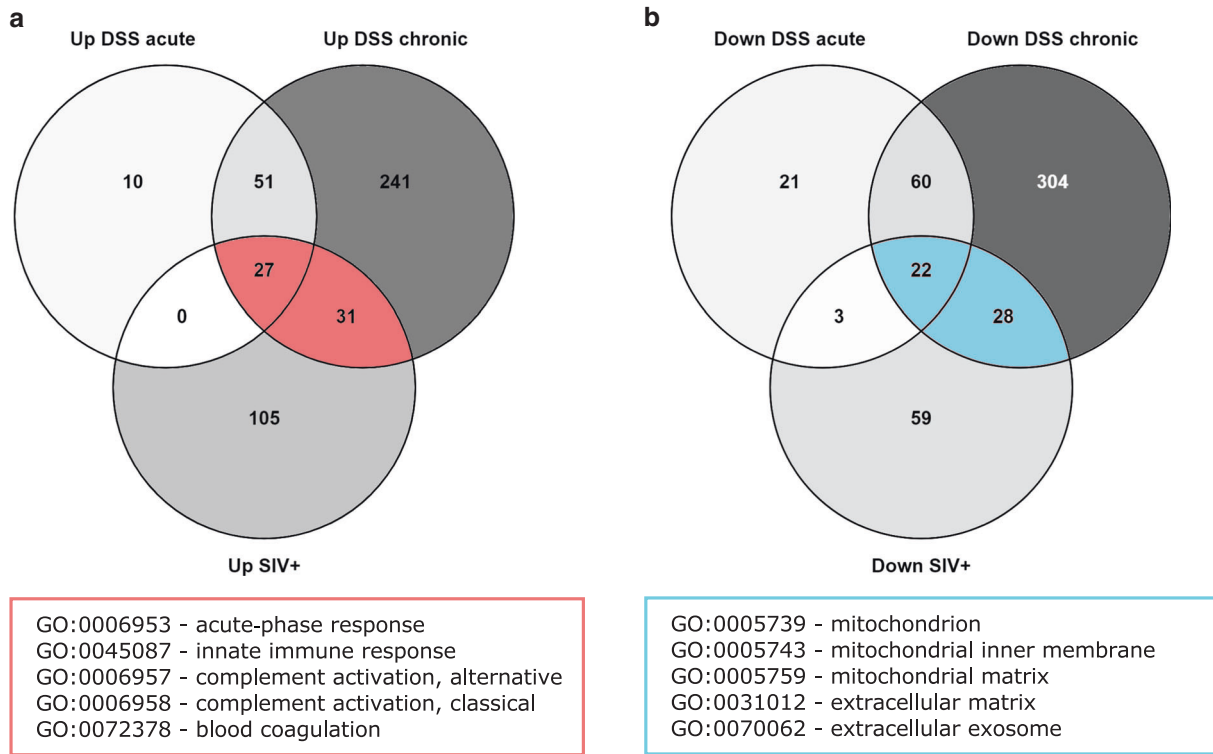 a
Up DSS acute
Up DSS chronic
10
51
241
27
0
31
105
Up SIV+
GO:0006953 - acute-phase response
GO:0045087 - innate immune response
GO:0006957 - complement activation, alternative
GO:0006958 - complement activation, classical
GO:0072378 - blood coagulation
b
Down DSS acute
Down DSS chronic
21
60
304
22
3
28
59
Down SIV+
GO:0005739 - mitochondrion
GO:0005743 - mitochondrial inner membrane
GO:0005759 - mitochondrial matrix
GO:0031012 - extracellular matrix
GO:0070062 - extracellular exosome